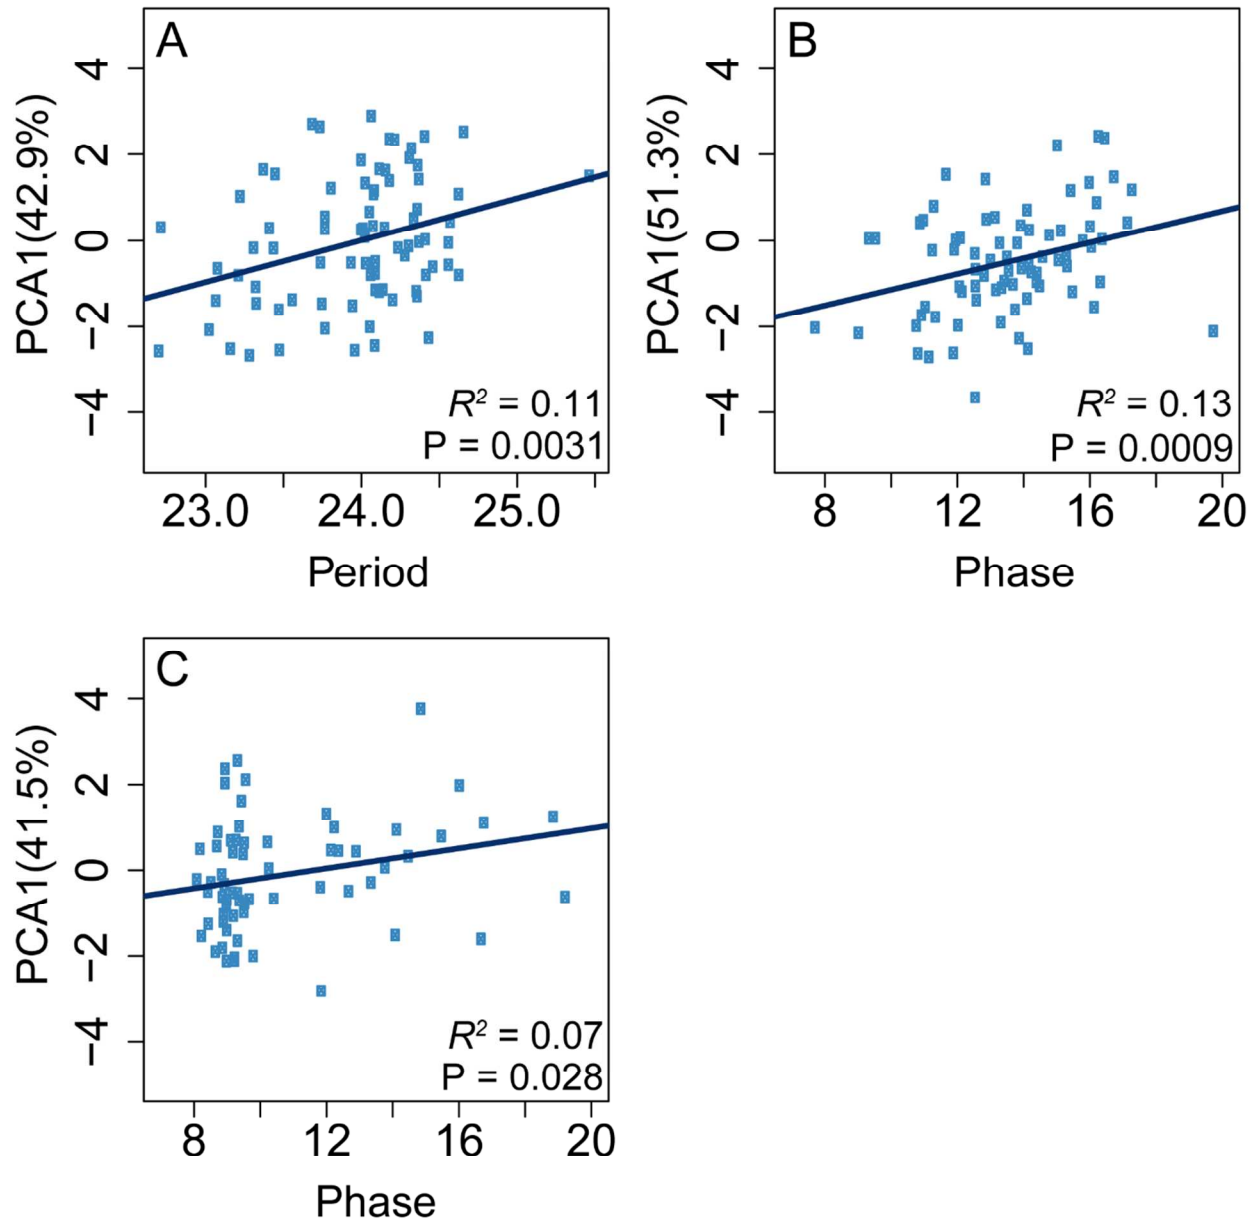 A
PCA1(42.9%)
4
2
0
−2
−4
R² = 0.11
P = 0.0031
23.0 24.0 25.0
Period
B
PCA1(51.3%)
4
2
0
−2
−4
R² = 0.13
P = 0.0009
8 12 16 20
Phase
C
PCA1(41.5%)
4
2
0
−2
−4
R² = 0.07
P = 0.028
8 12 16 20
Phase